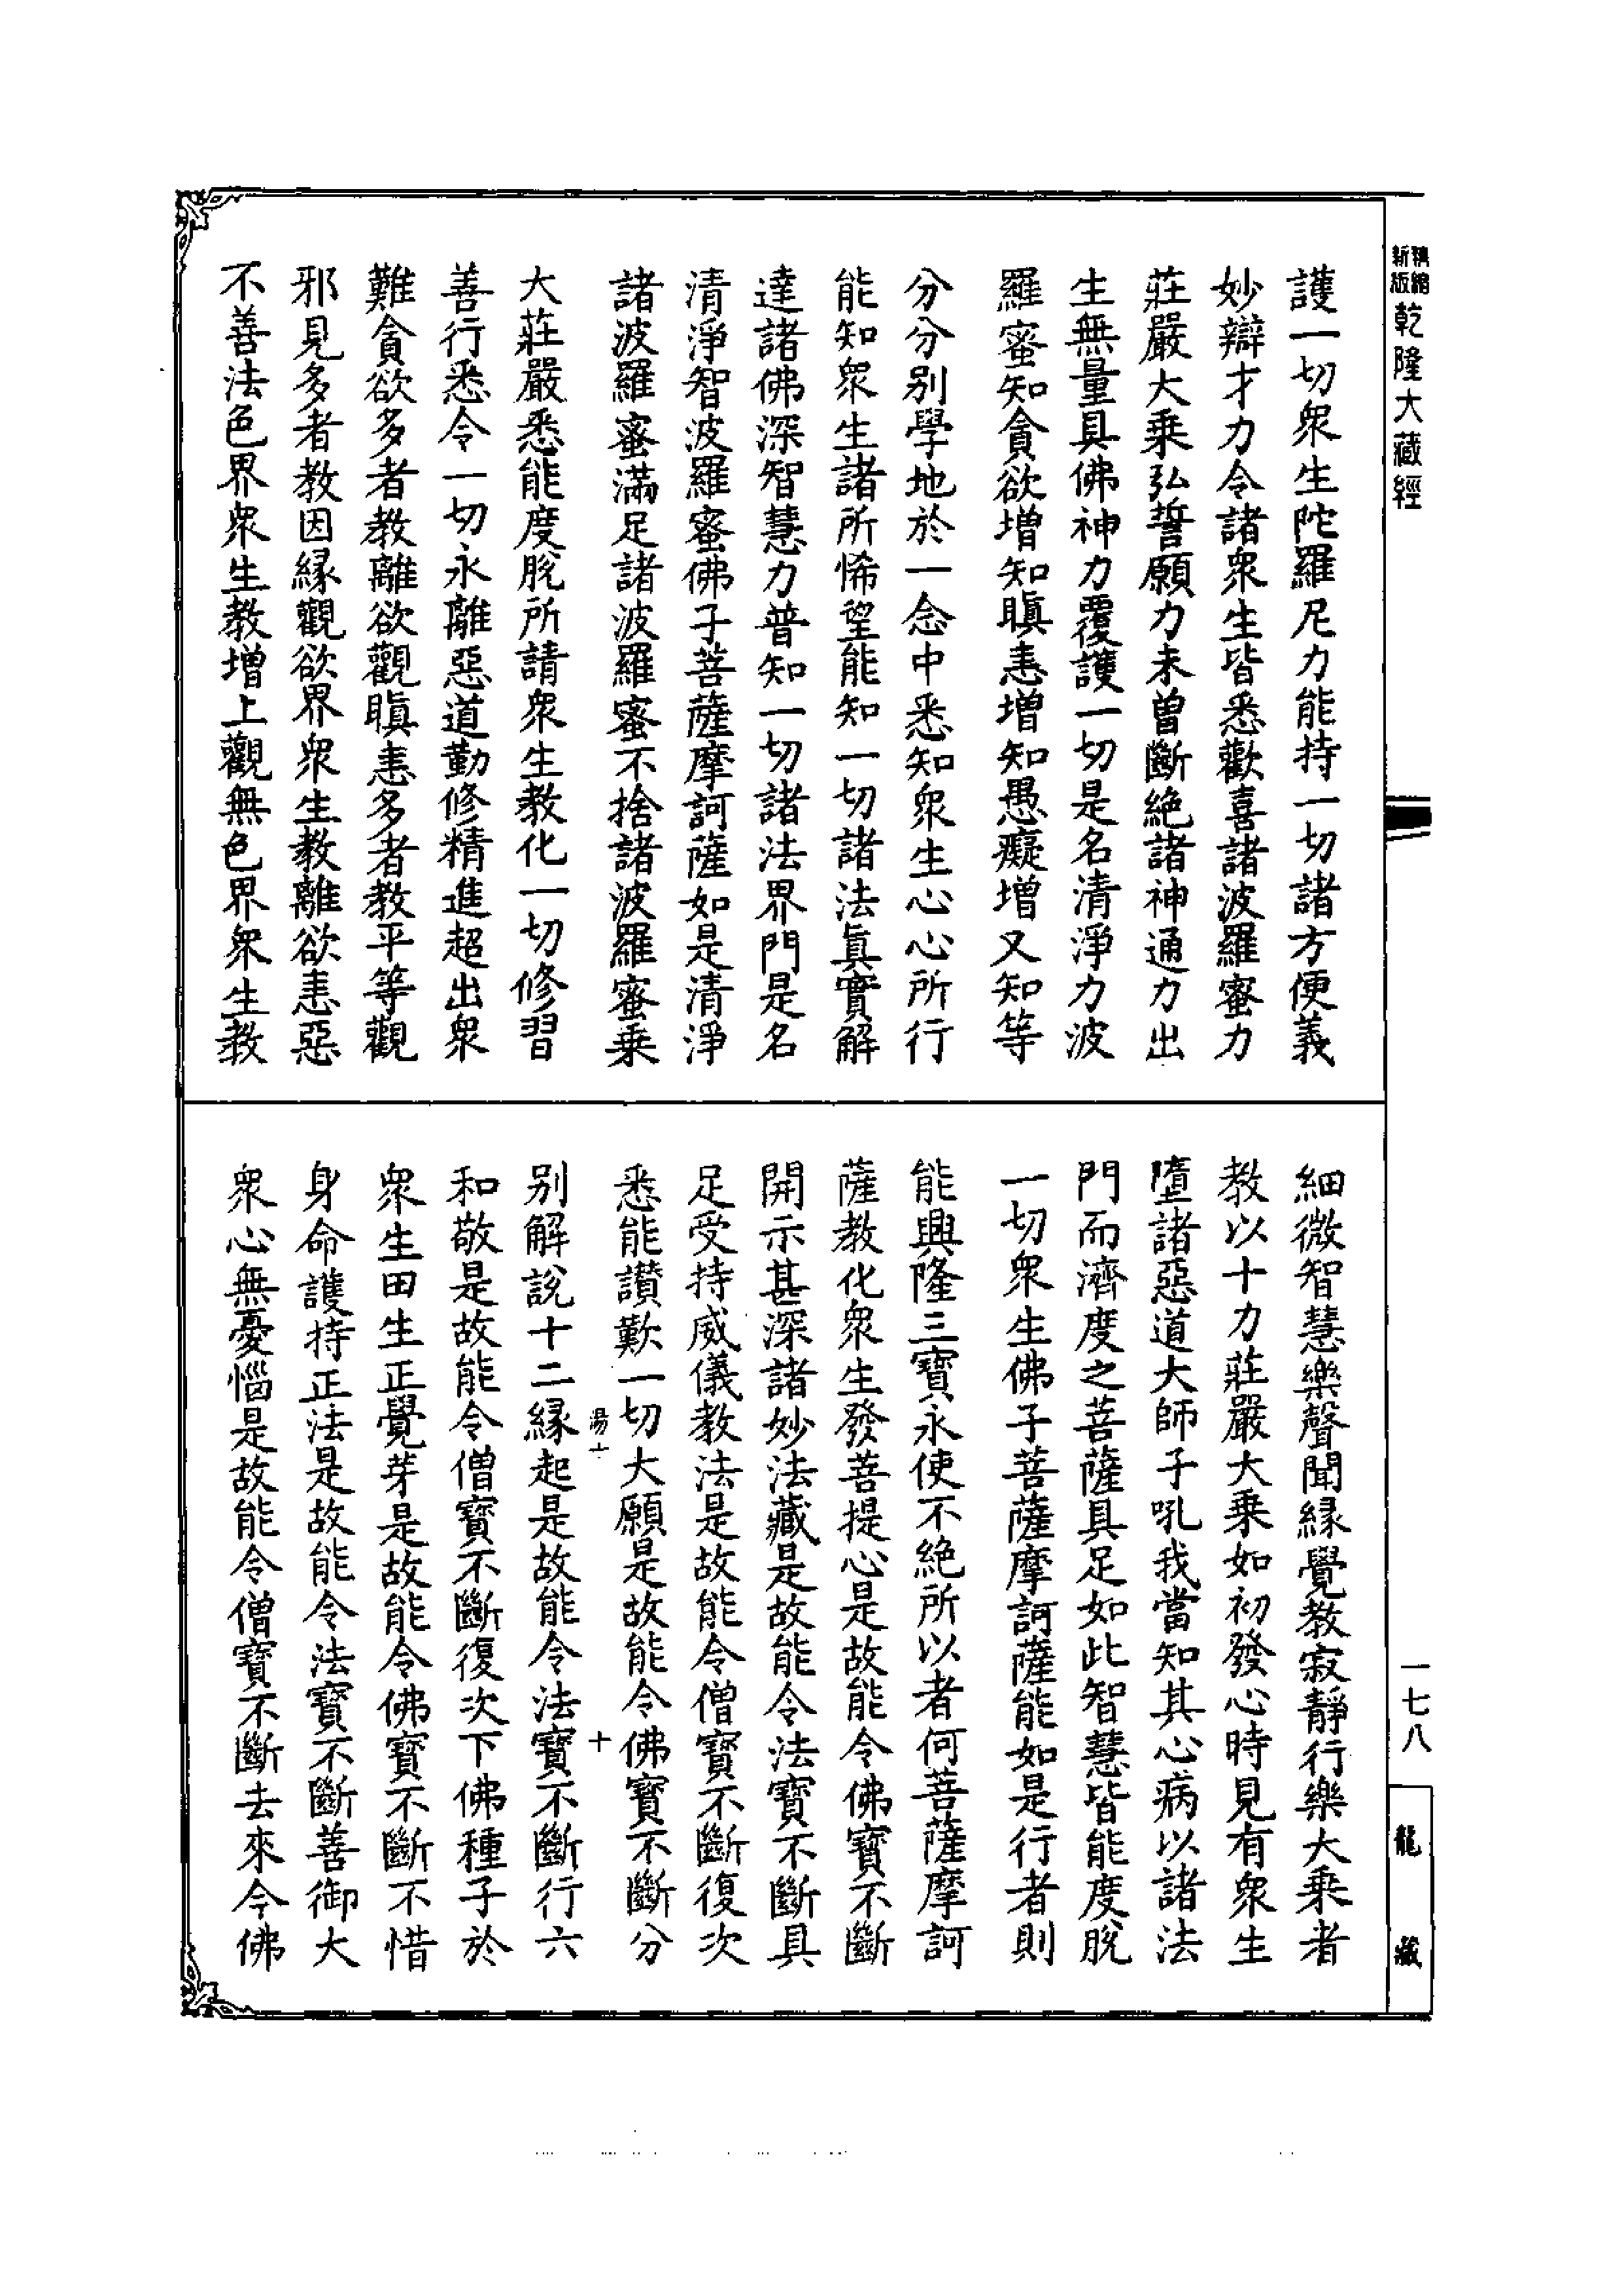 新版精縮乾隆大藏經
護一切衆生陀羅尼力能持一切諸方便義
妙辯才力令諸衆生皆悉歡喜諸波羅蜜力
莊嚴大乘弘誓願力未曾斷絶諸神通力出
生無量具佛神力覆護一切是名清淨力波
羅蜜知貪欲增知瞋恚增知愚癡增又知等
分分別學地於一念中悉知衆生心心所行
能知衆生諸所悕望能知一切諸法眞實解
達諸佛深智慧力普知一切諸法界門是名
清淨智波羅蜜佛子菩薩摩訶薩如是清淨
諸波羅蜜滿足諸波羅蜜不捨諸波羅蜜乘
大莊嚴悉能度脫所請衆生教化一切修習
善行悉令一切永離惡道勤修精進超出衆
難貪欲多者教離欲觀瞋恚多者教平等觀
邪見多者教因緣觀欲界衆生教離欲恚惡
不善法色界衆生教增上觀無色界衆生教
細微智慧樂聲聞緣覺教寂靜行樂大乘者
教以十力莊嚴大乘如初發心時見有衆生
墮諸惡道大師子吼我當知其心病以諸法
門而濟度之菩薩具足如此智慧皆能度脫
一切衆生佛子菩薩摩訶薩能如是行者則
能興隆三寶永使不絶所以者何菩薩摩訶
薩教化衆生發菩提心是故能令佛寶不斷
開示甚深諸妙法藏是故能令法寶不斷具
足受持威儀教法是故能令僧寶不斷復次
悉能讃歎一切大願是故能令佛寶不斷分
湯十 十
別解說十二緣起是故能令法寶不斷行六
和敬是故能令僧寶不斷復次下佛種子於
衆生田生正覺芽是故能令佛寶不斷不惜
身命護持正法是故能令法寶不斷善御大
衆心無憂惱是故能令僧寶不斷去來今佛
一七八
龍藏